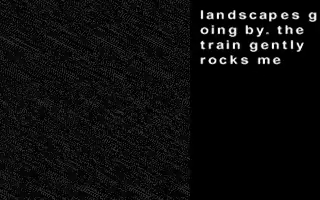 landscapes g
oing by. the
train gently
rocks me